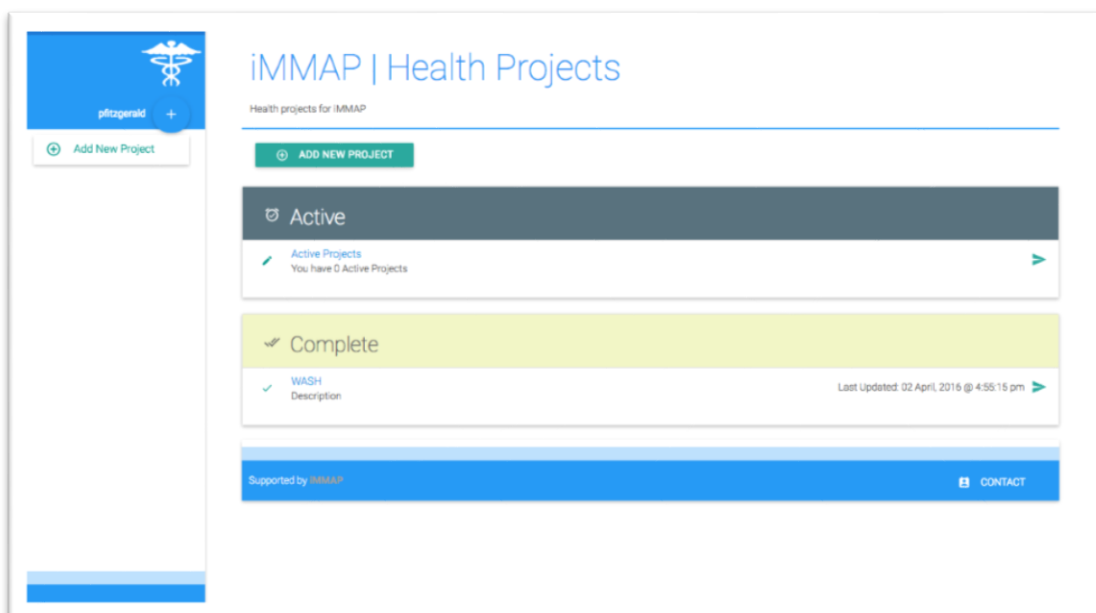 pfitzgerald
Add New Project
iMMAP | Health Projects
Health projects for iMMAP
ADD NEW PROJECT
Active
Active Projects
You have 0 Active Projects
Complete
WASH
Description
Last Updated: 02 April, 2016 @ 4:55:15 pm
Supported by iMMAP
CONTACT